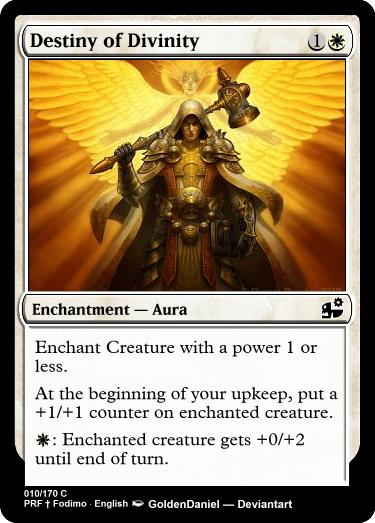 Destiny of Divinity 1
Enchantment — Aura
Enchant Creature with a power 1 or
less.
At the beginning of your upkeep, put a
+1/+1 counter on enchanted creature.
: Enchanted creature gets +0/+2
until end of turn.
010/170 C
PRF † Fodimo · English GoldenDaniel — Deviantart